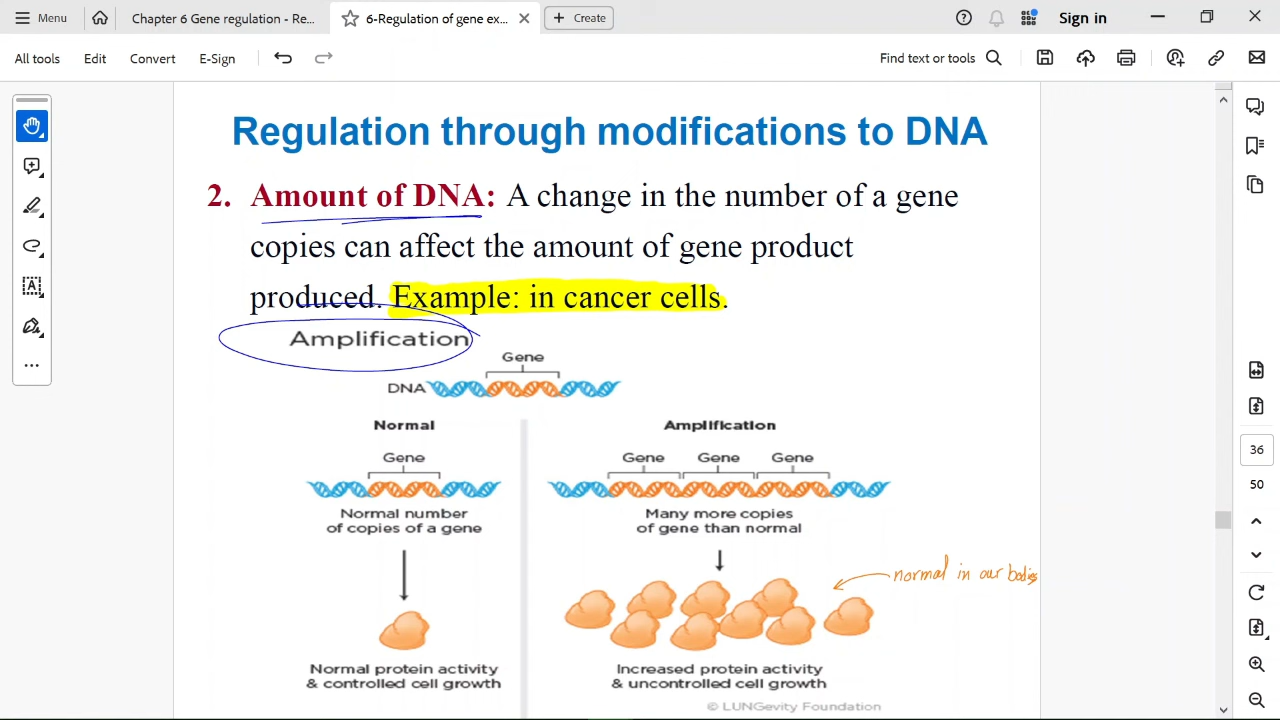 Menu
Chapter 6 Gene regulation - Re...
6-Regulation of gene ex...
Create
Sign in
All tools Edit Convert E-Sign
Find text or tools
Regulation through modifications to DNA
2. Amount of DNA: A change in the number of a gene
copies can affect the amount of gene product
produced. Example: in cancer cells.
Amplification
Gene
DNA
Normal
Gene
Normal number
of copies of a gene
Normal protein activity
& controlled cell growth
Amplification
Gene Gene Gene
Many more copies
of gene than normal
normal in our bodies
Increased protein activity
& uncontrolled cell growth
© LUNGevity Foundation
36
50